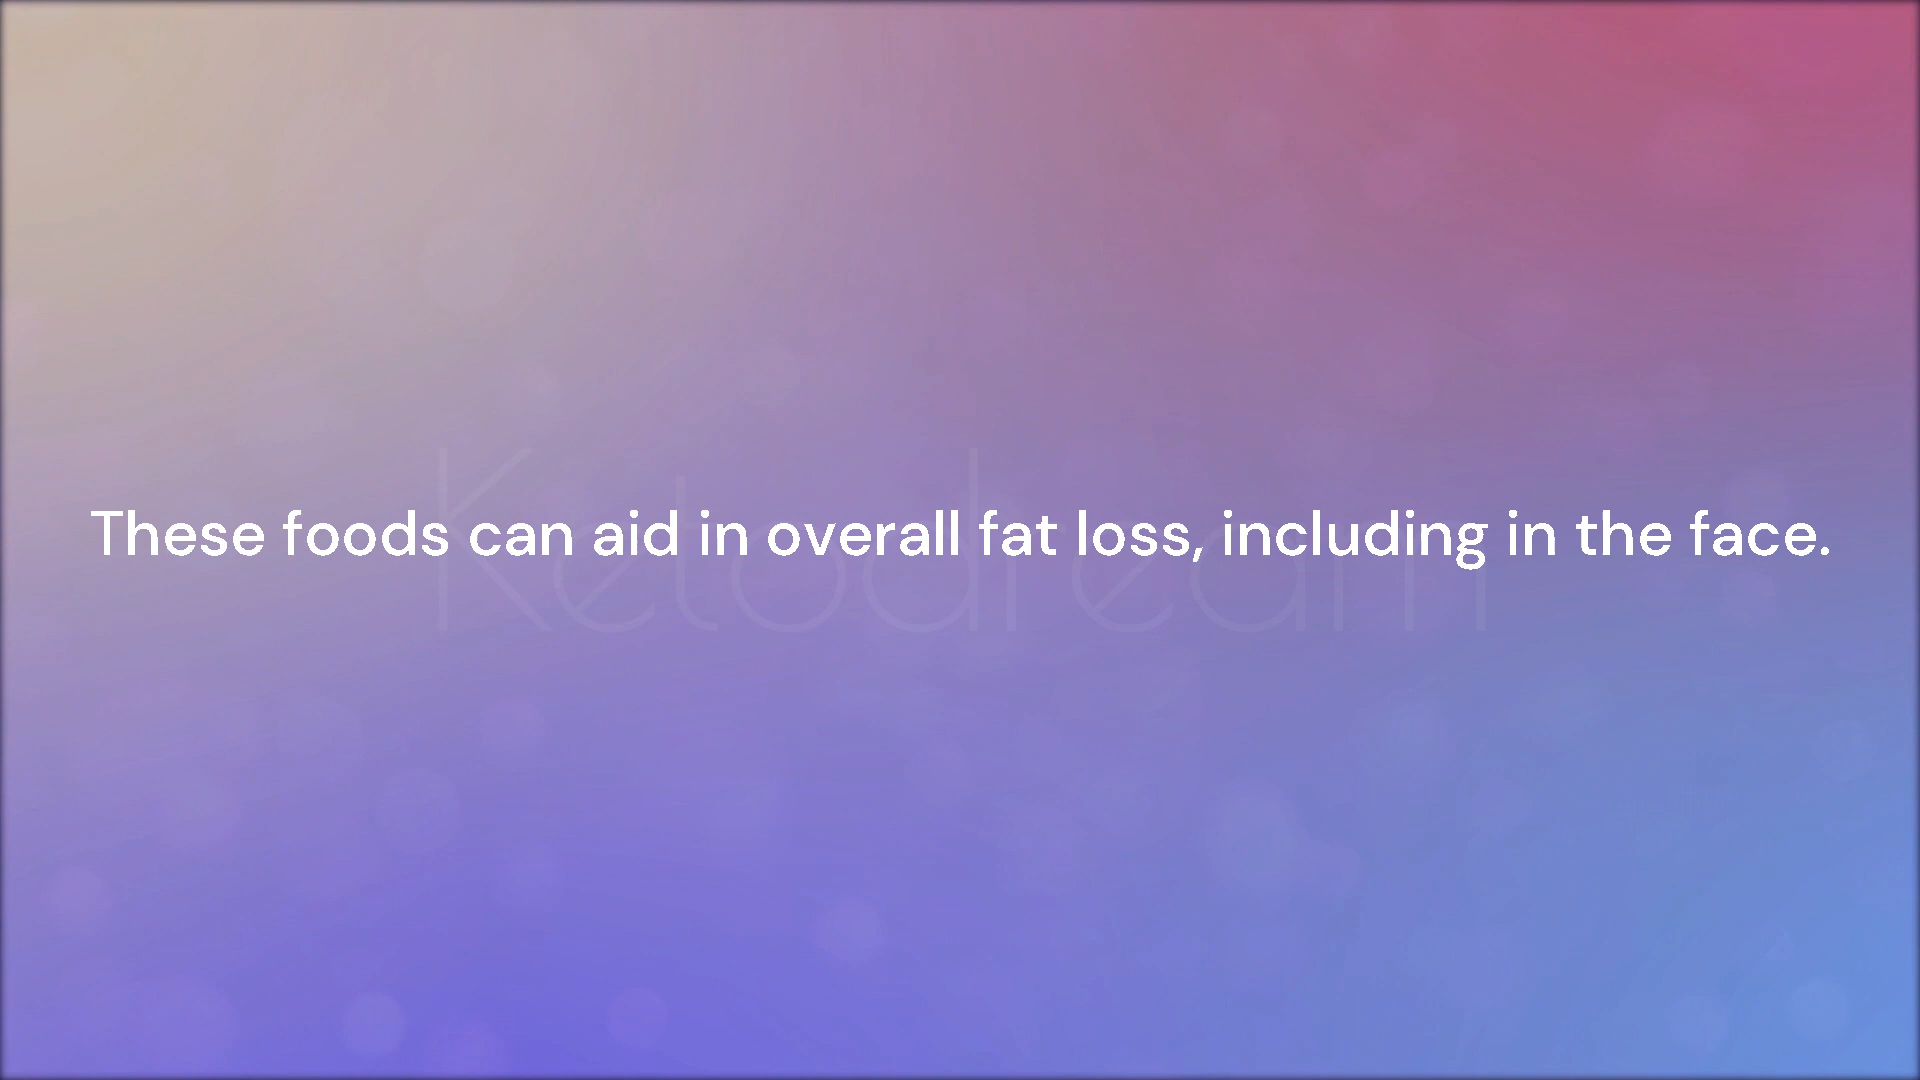 These foods can aid in overall fat loss, including in the face.
Ketodream